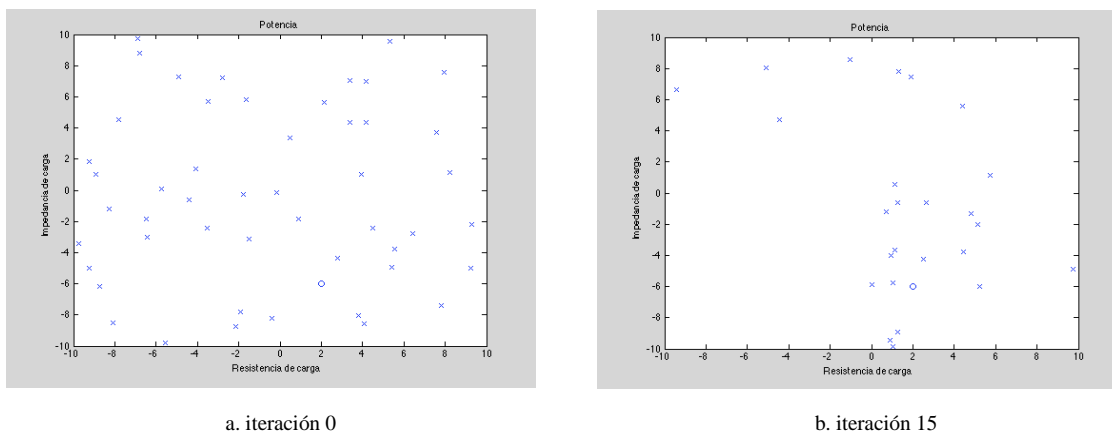 Potencia
10
8
6
4
2
0
-2
-4
-6
-8
-10
Impedancia de carga
-10 -8 -6 -4 -2 0 2 4 6 8 10
Resistencia de carga
a. iteración 0
Potencia
10
8
6
4
2
0
-2
-4
-6
-8
-10
Impedancia de carga
-10 -8 -6 -4 -2 0 2 4 6 8 10
Resistencia de carga
b. iteración 15